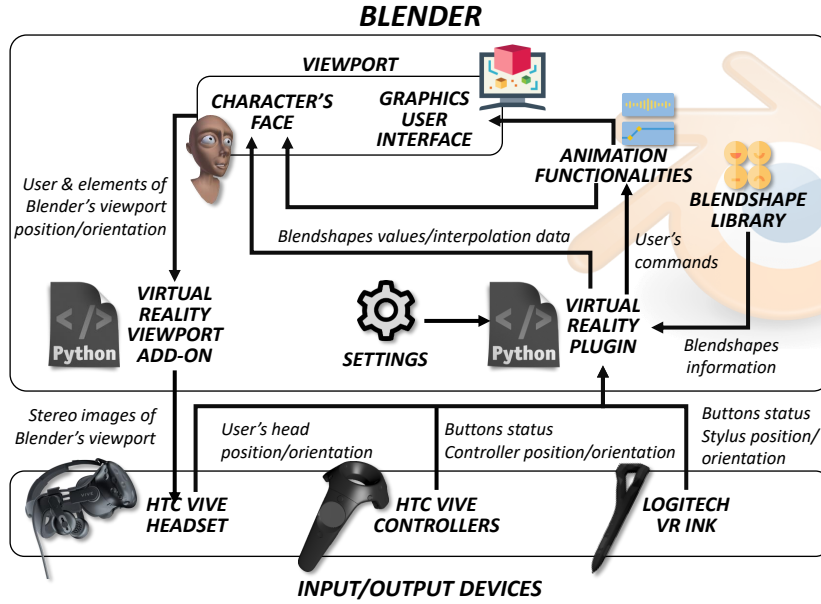 BLENDER
VIEWPORT
CHARACTER'S
FACE
GRAPHICS
USER
INTERFACE
ANIMATION
FUNCTIONALITIES
BLENDSHAPE
LIBRARY
User & elements of
Blender's viewport
position/orientation
Blendshapes values/interpolation data
User's
commands
</>
Python
VIRTUAL
REALITY
VIEWPORT
ADD-ON
SETTINGS
</>
Python
VIRTUAL
REALITY
PLUGIN
Blendshapes
information
Stereo images of
Blender's viewport
User's head
position/orientation
Buttons status
Controller position/orientation
Buttons status
Stylus position/
orientation
HTC VIVE
HEADSET
HTC VIVE
CONTROLLERS
LOGITECH
VR INK
INPUT/OUTPUT DEVICES